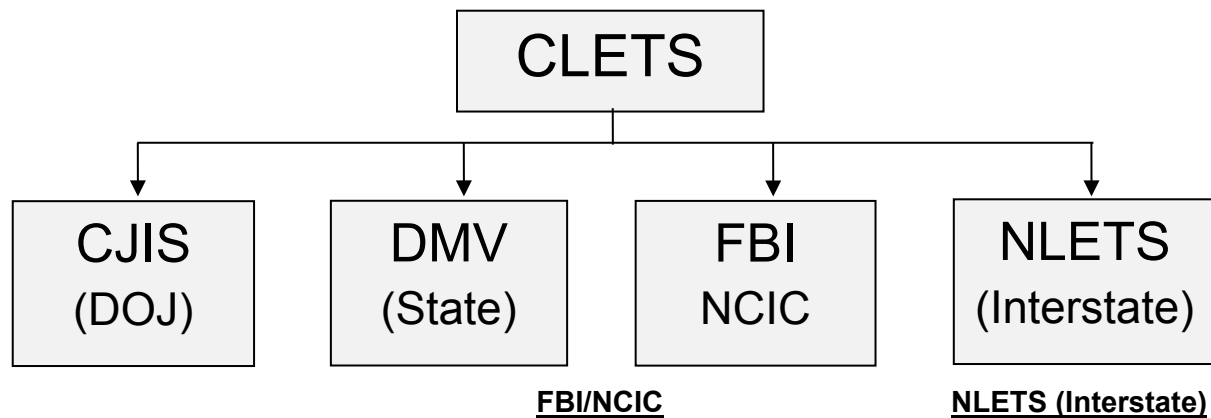 CLETS
CJIS
(DOJ)
DMV
(State)
FBI
NCIC
NLETS
(Interstate)
FBI/NCIC
NLETS (Interstate)